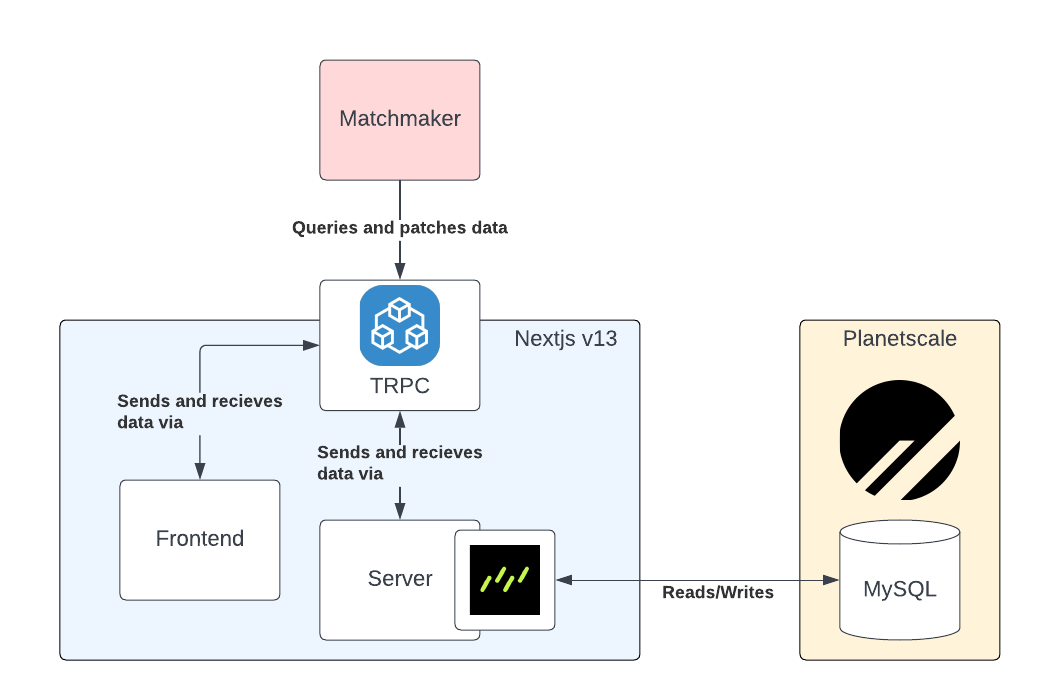 Matchmaker
Queries and patches data
TRPC
Nextjs v13
Planetscale
Sends and recieves
data via
Sends and recieves
data via
Frontend
Server
Reads/Writes
MySQL